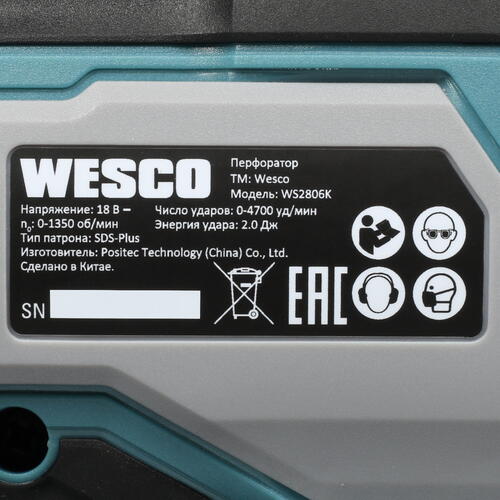 WESCO
Перфоратор
ТМ: Wesco
Модель: WS2806K
Напряжение: 18 В ⎓ Число ударов: 0-4700 уд/мин
n₀: 0-1350 об/мин Энергия удара: 2.0 Дж
Тип патрона: SDS-Plus
Изготовитель: Positec Technology (China) Co., Ltd.
Сделано в Китае.
SN
EAC